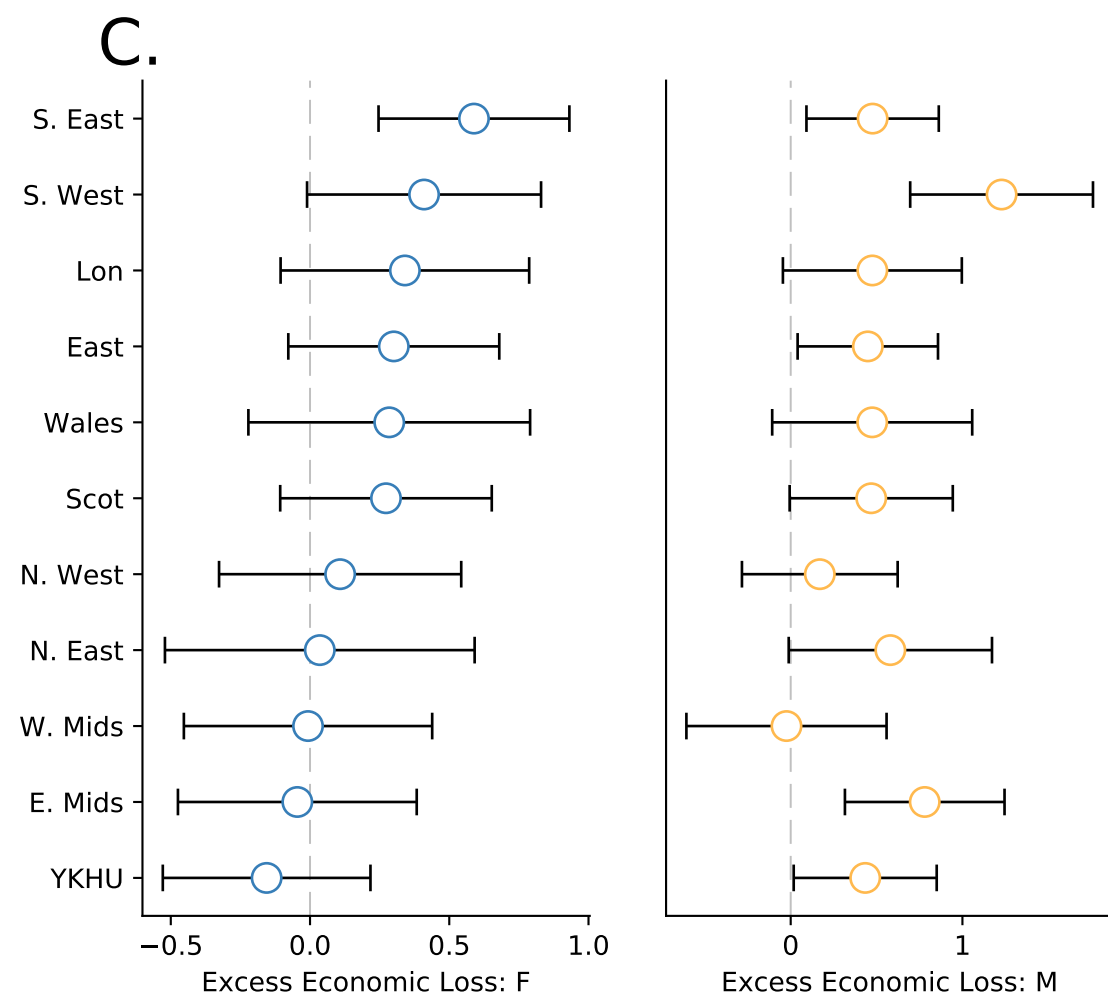 C.
S. East
S. West
Lon
East
Wales
Scot
N. West
N. East
W. Mids
E. Mids
YKHU
−0.5 0.0 0.5 1.0
Excess Economic Loss: F
0 1
Excess Economic Loss: M